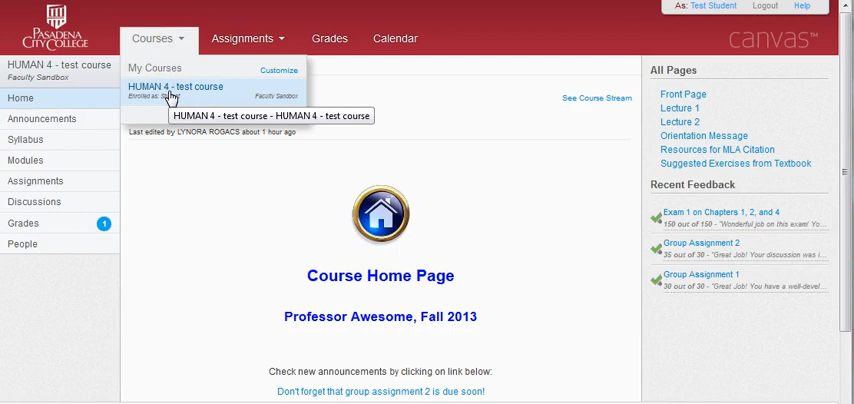 As: Test Student Logout Help
PASADENA
CITY COLLEGE
Courses Assignments Grades Calendar
canvas™
HUMAN 4 - test course
Faculty Sandbox
Home
Announcements
Syllabus
Modules
Assignments
Discussions
Grades 1
People
My Courses Customize
HUMAN 4 - test course
Enrolled as: Faculty Sandbox
HUMAN 4 - test course - HUMAN 4 - test course
See Course Stream
Last edited by LYNORA ROGACS about 1 hour ago
Course Home Page
Professor Awesome, Fall 2013
Check new announcements by clicking on link below:
Don't forget that group assignment 2 is due soon!
All Pages
Front Page
Lecture 1
Lecture 2
Orientation Message
Resources for MLA Citation
Suggested Exercises from Textbook
Recent Feedback
Exam 1 on Chapters 1, 2, and 4
150 out of 150 - "Wonderful job on this exam! Yo...
Group Assignment 2
35 out of 30 - "Great Job! Your discussion was i...
Group Assignment 1
30 out of 30 - "Great Job! You have a well-devel...